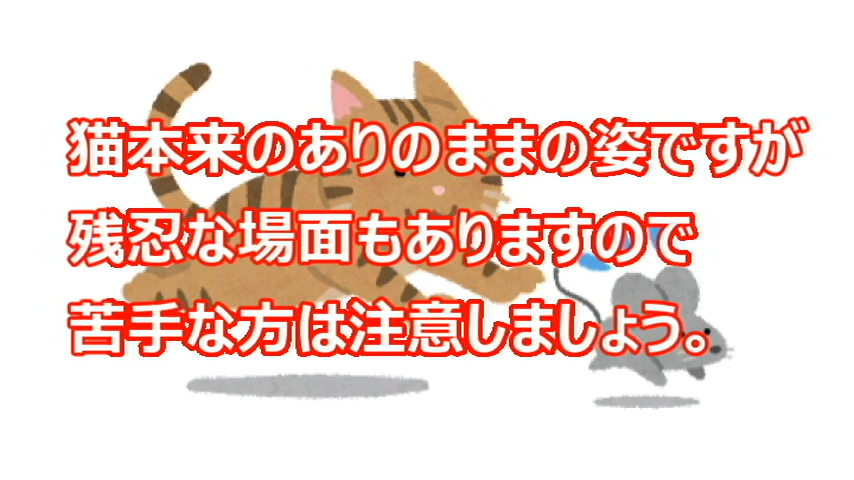 猫本来のありのままの姿ですが
残忍な場面もありますので
苦手な方は注意しましょう。